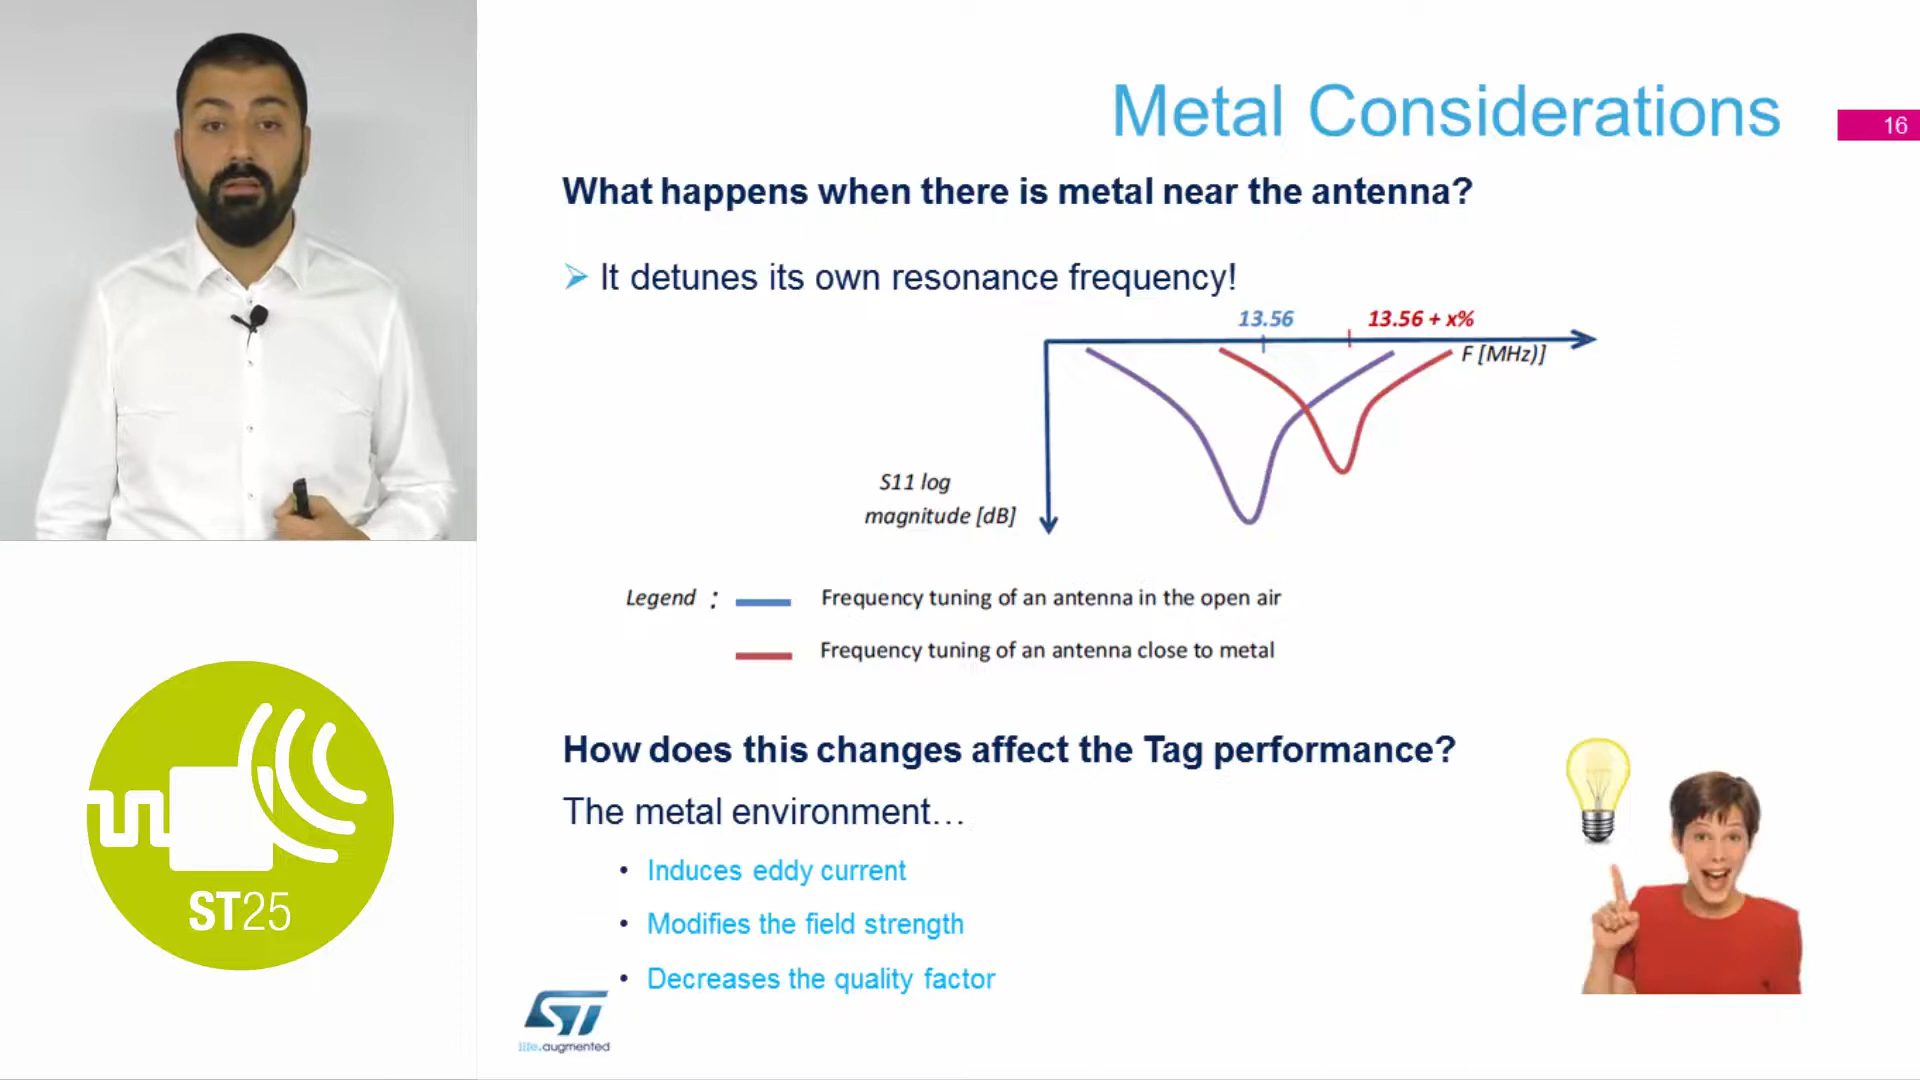 Metal Considerations
16
What happens when there is metal near the antenna?
It detunes its own resonance frequency!
13.56
13.56 + x%
F [MHz)]
S11 log
magnitude [dB]
Legend :
Frequency tuning of an antenna in the open air
Frequency tuning of an antenna close to metal
How does this changes affect the Tag performance?
The metal environment…
• Induces eddy current
• Modifies the field strength
• Decreases the quality factor
ST25
ST
life.augmented